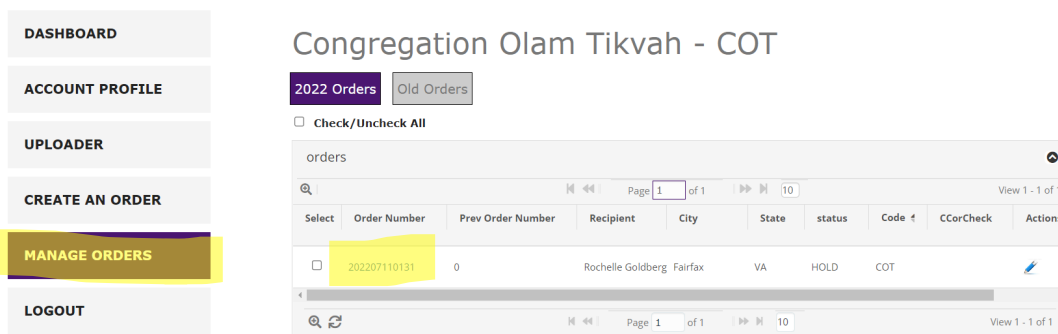 DASHBOARD
ACCOUNT PROFILE
UPLOADER
CREATE AN ORDER
MANAGE ORDERS
LOGOUT
Congregation Olam Tikvah - COT
2022 Orders Old Orders
Check/Uncheck All
orders
Page 1 of 1 10 View 1 - 1 of 1
Select Order Number Prev Order Number Recipient City State status Code CCorCheck Action
202207110131 0 Rochelle Goldberg Fairfax VA HOLD COT
Page 1 of 1 10 View 1 - 1 of 1